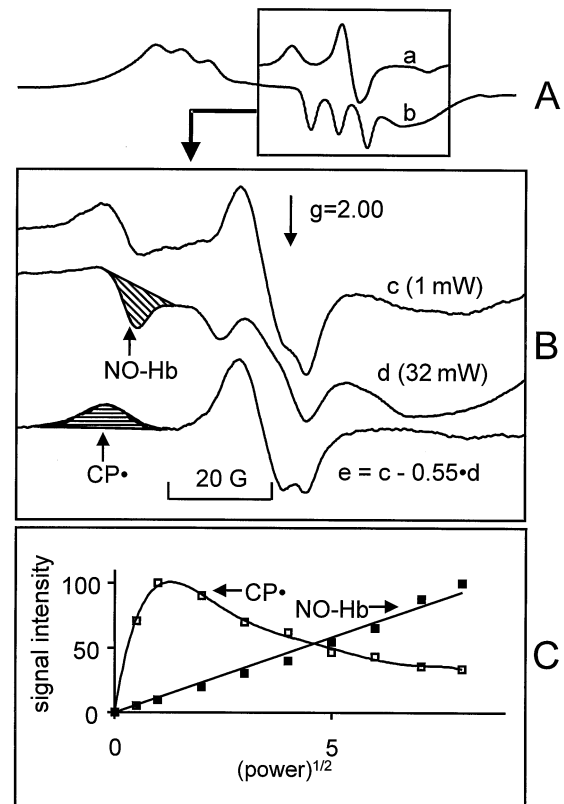 a
A
b
g=2.00
c (1 mW)
B
NO-Hb
d (32 mW)
CP•
20 G
e = c - 0.55•d
signal intensity
100
50
0
CP•
NO-Hb
C
0
5
(power)1/2